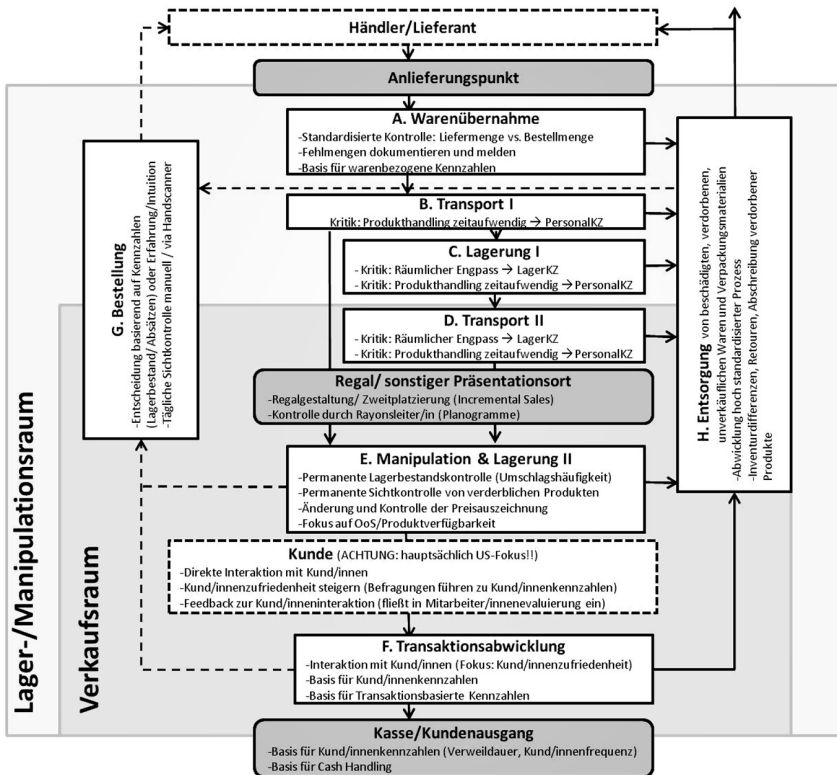 Händler/Lieferant
Anlieferungspunkt
A. Warenübernahme
-Standardisierte Kontrolle: Liefermenge vs. Bestellmenge
-Fehlmengen dokumentieren und melden
-Basis für warenbezogene Kennzahlen
B. Transport I
Kritik: Produkthandling zeitaufwendig → PersonalKZ
C. Lagerung I
- Kritik: Räumlicher Engpass → LagerKZ
- Kritik: Produkthandling zeitaufwendig → PersonalKZ
D. Transport II
- Kritik: Räumlicher Engpass → LagerKZ
- Kritik: Produkthandling zeitaufwendig → PersonalKZ
Regal/ sonstiger Präsentationsort
-Regalgestaltung/ Zweitplatzierung (Incremental Sales)
-Kontrolle durch Rayonsleiter/in (Planogramme)
E. Manipulation & Lagerung II
-Permanente Lagerbestandskontrolle (Umschlagshäufigkeit)
-Permanente Sichtkontrolle von verderblichen Produkten
-Änderung und Kontrolle der Preisauszeichnung
-Fokus auf OoS/Produktverfügbarkeit
Kunde (ACHTUNG: hauptsächlich US-Fokus!!)
-Direkte Interaktion mit Kund/innen
-Kund/innenzufriedenheit steigern (Befragungen führen zu Kund/innenkennzahlen)
-Feedback zur Kund/inneninteraktion (fließt in Mitarbeiter/innenevaluierung ein)
F. Transaktionsabwicklung
-Interaktion mit Kund/innen (Fokus: Kund/innenzufriedenheit)
-Basis für Kund/innenkennzahlen
-Basis für Transaktionsbasierte Kennzahlen
Kasse/Kundenausgang
-Basis für Kund/innenkennzahlen (Verweildauer, Kund/innenfrequenz)
-Basis für Cash Handling
G. Bestellung
-Entscheidung basierend auf Kennzahlen
(Lagerbestand/ Absätzen) oder Erfahrung/Intuition
-Tägliche Sichtkontrolle manuell / via Handscanner
H. Entsorgung von beschädigten, verdorbenen,
unverkäuflichen Waren und Verpackungsmaterialien
-Abwicklung hoch standardisierter Prozess
-Inventurdifferenzen, Retouren, Abschreibung verdorbener
Produkte
Lager-/Manipulationsraum
Verkaufsraum